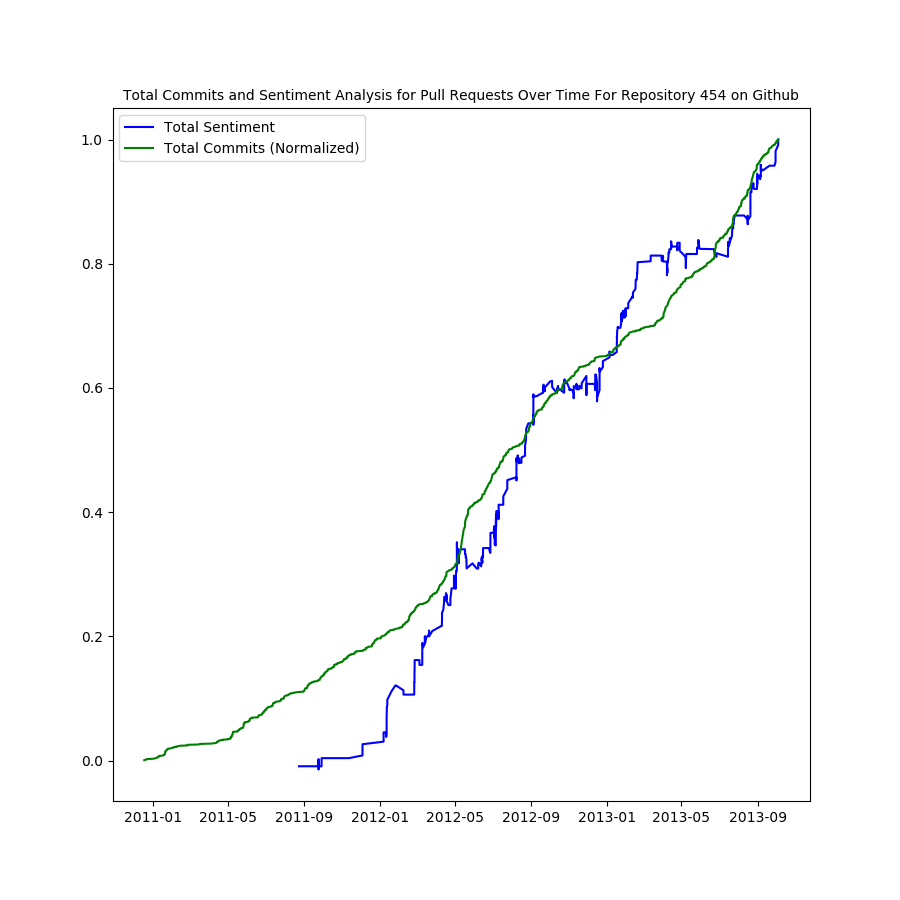 Total Commits and Sentiment Analysis for Pull Requests Over Time For Repository 454 on Github
Total Sentiment
Total Commits (Normalized)
1.0
0.8
0.6
0.4
0.2
0.0
2011-01 2011-05 2011-09 2012-01 2012-05 2012-09 2013-01 2013-05 2013-09